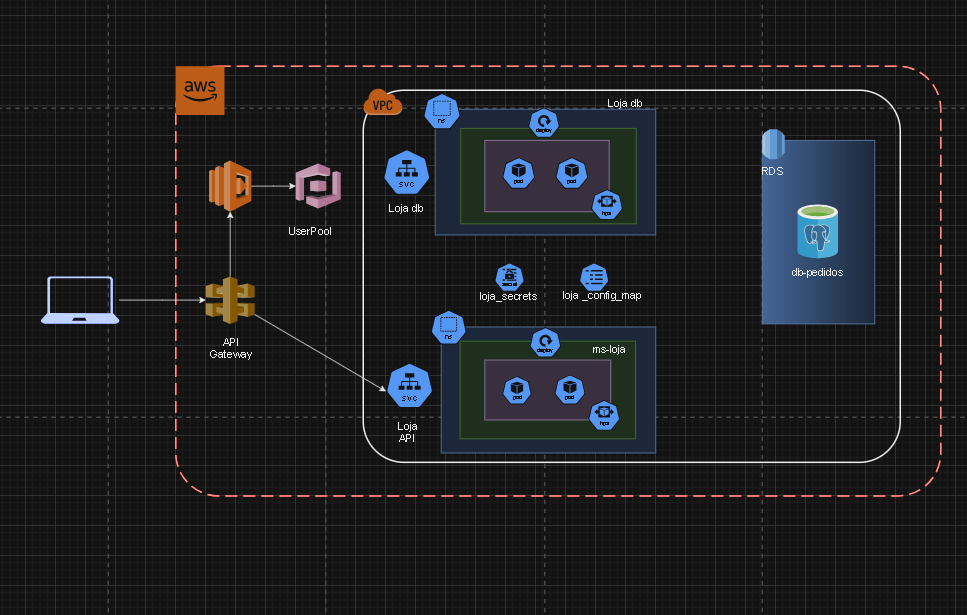 aws
VPC
ns
Loja db
deploy
pod
pod
hpa
svc
Loja db
RDS
db-pedidos
UserPool
loja_secrets
loja _config_map
API
Gateway
ns
deploy
ms-loja
pod
pod
hpa
svc
Loja
API